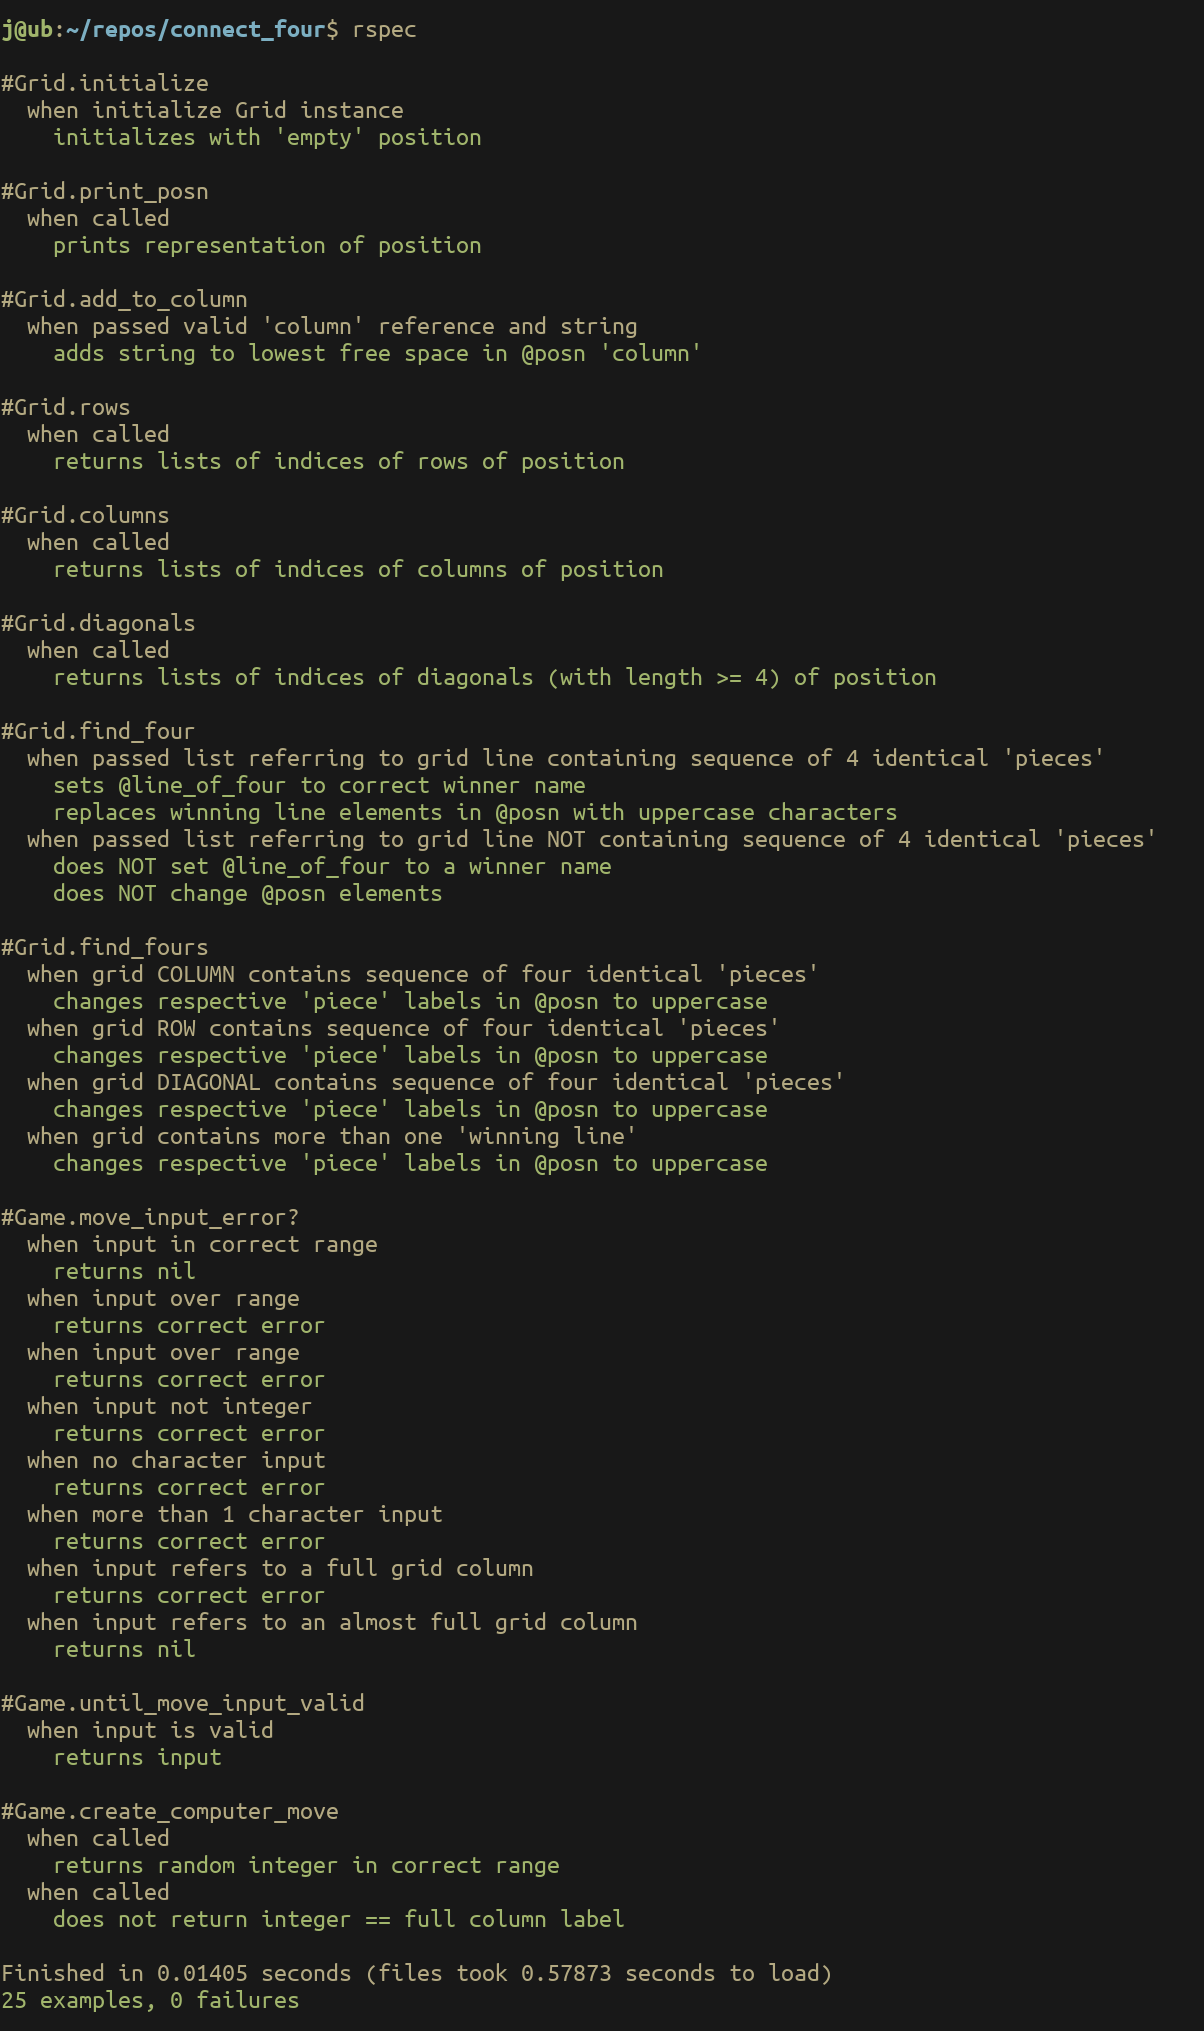 j@ub:~/repos/connect_four$ rspec

#Grid.initialize
  when initialize Grid instance
    initializes with 'empty' position

#Grid.print_posn
  when called
    prints representation of position

#Grid.add_to_column
  when passed valid 'column' reference and string
    adds string to lowest free space in @posn 'column'

#Grid.rows
  when called
    returns lists of indices of rows of position

#Grid.columns
  when called
    returns lists of indices of columns of position

#Grid.diagonals
  when called
    returns lists of indices of diagonals (with length >= 4) of position

#Grid.find_four
  when passed list referring to grid line containing sequence of 4 identical 'pieces'
    sets @line_of_four to correct winner name
    replaces winning line elements in @posn with uppercase characters
  when passed list referring to grid line NOT containing sequence of 4 identical 'pieces'
    does NOT set @line_of_four to a winner name
    does NOT change @posn elements

#Grid.find_fours
  when grid COLUMN contains sequence of four identical 'pieces'
    changes respective 'piece' labels in @posn to uppercase
  when grid ROW contains sequence of four identical 'pieces'
    changes respective 'piece' labels in @posn to uppercase
  when grid DIAGONAL contains sequence of four identical 'pieces'
    changes respective 'piece' labels in @posn to uppercase
  when grid contains more than one 'winning line'
    changes respective 'piece' labels in @posn to uppercase

#Game.move_input_error?
  when input in correct range
    returns nil
  when input over range
    returns correct error
  when input over range
    returns correct error
  when input not integer
    returns correct error
  when no character input
    returns correct error
  when more than 1 character input
    returns correct error
  when input refers to a full grid column
    returns correct error
  when input refers to an almost full grid column
    returns nil

#Game.until_move_input_valid
  when input is valid
    returns input

#Game.create_computer_move
  when called
    returns random integer in correct range
  when called
    does not return integer == full column label

Finished in 0.01405 seconds (files took 0.57873 seconds to load)
25 examples, 0 failures